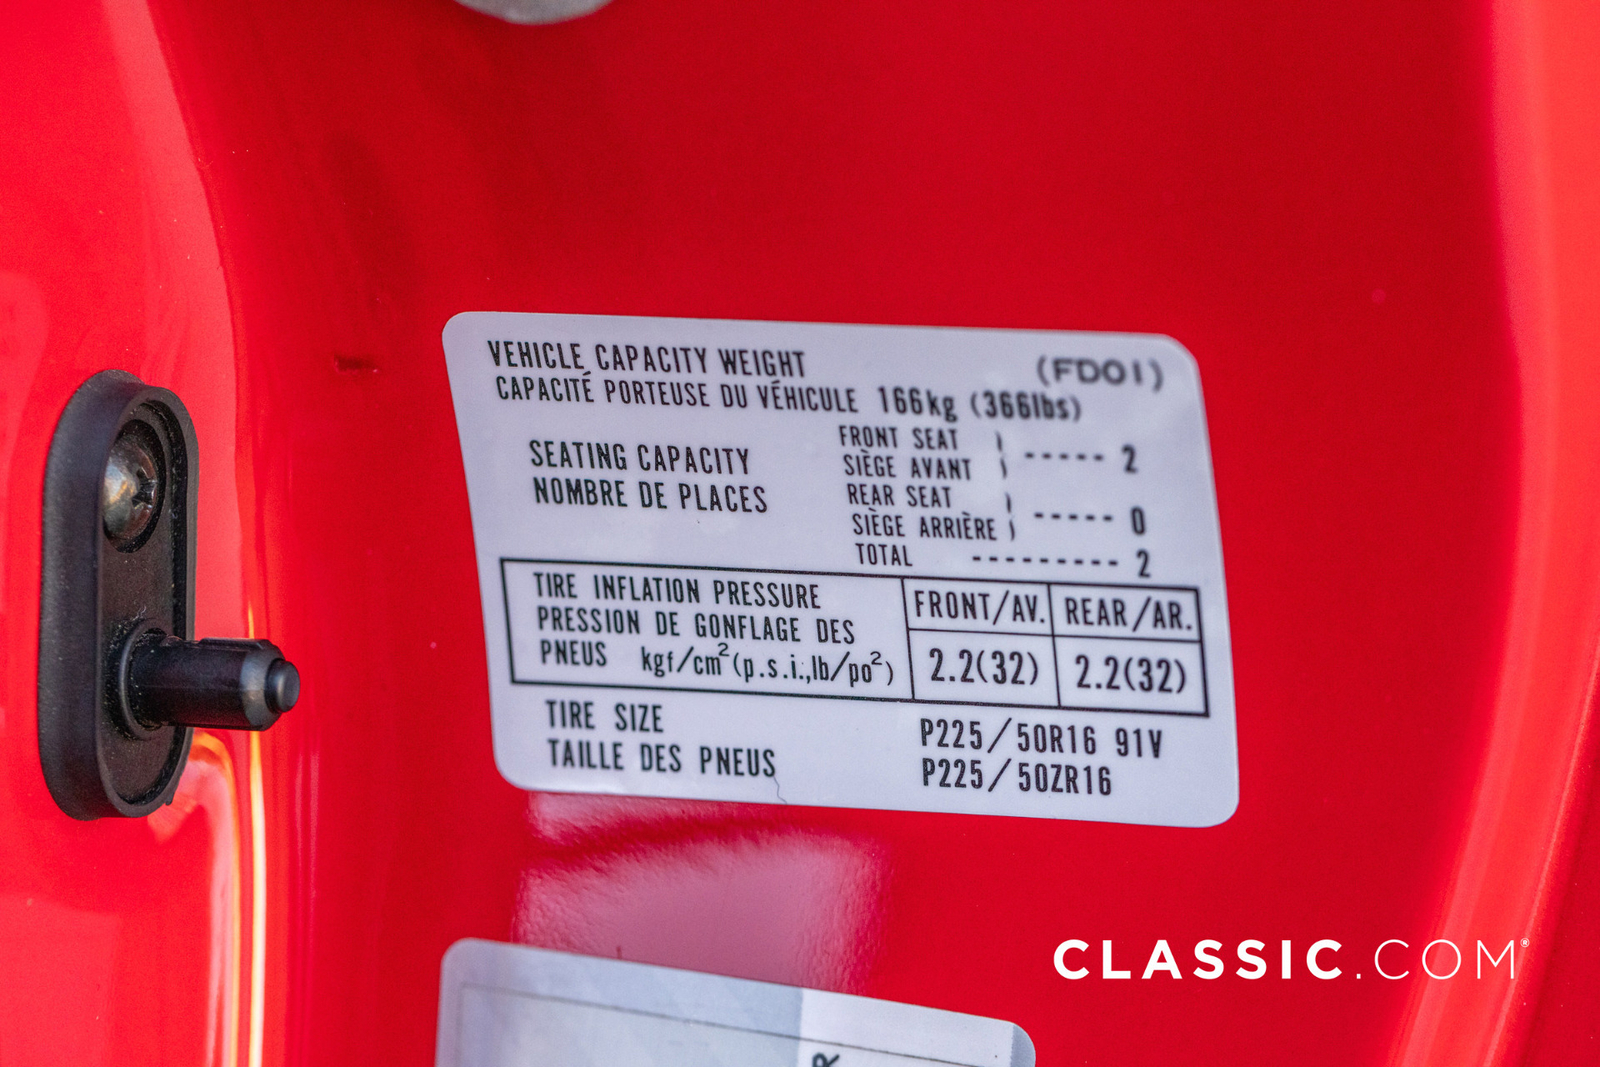 VEHICLE CAPACITY WEIGHT (FD01)
CAPACITÉ PORTEUSE DU VÉHICULE 166kg (366lbs)
SEATING CAPACITY
NOMBRE DE PLACES
FRONT SEAT
SIÈGE AVANT ) ----- 2
REAR SEAT
SIÈGE ARRIÈRE ) ----- 0
TOTAL --------- 2
TIRE INFLATION PRESSURE
PRESSION DE GONFLAGE DES
PNEUS kgf/cm²(p.s.i.,lb/po²)
FRONT/AV. REAR/AR.
2.2(32) 2.2(32)
TIRE SIZE
TAILLE DES PNEUS
P225/50R16 91V
P225/50ZR16
R
CLASSIC.COM®